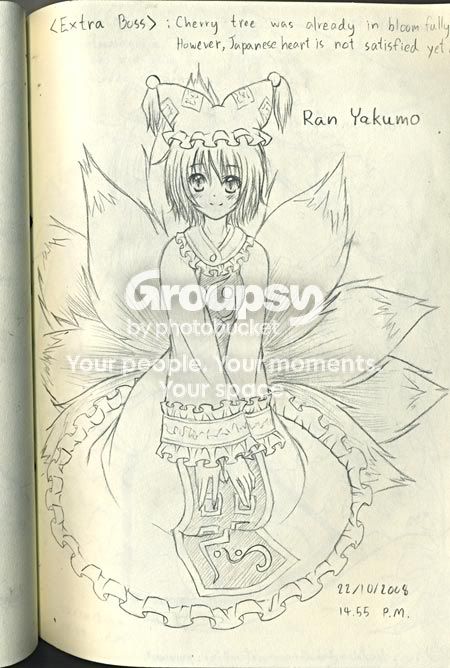 <Extra Boss> : Cherry tree was already in bloom fully
However, Japanese heart is not satisfied yet.
Ran Yakumo
Groupsy
by photobucket
Your people. Your moments.
Your space.
22/10/2008
14.55 P.M.